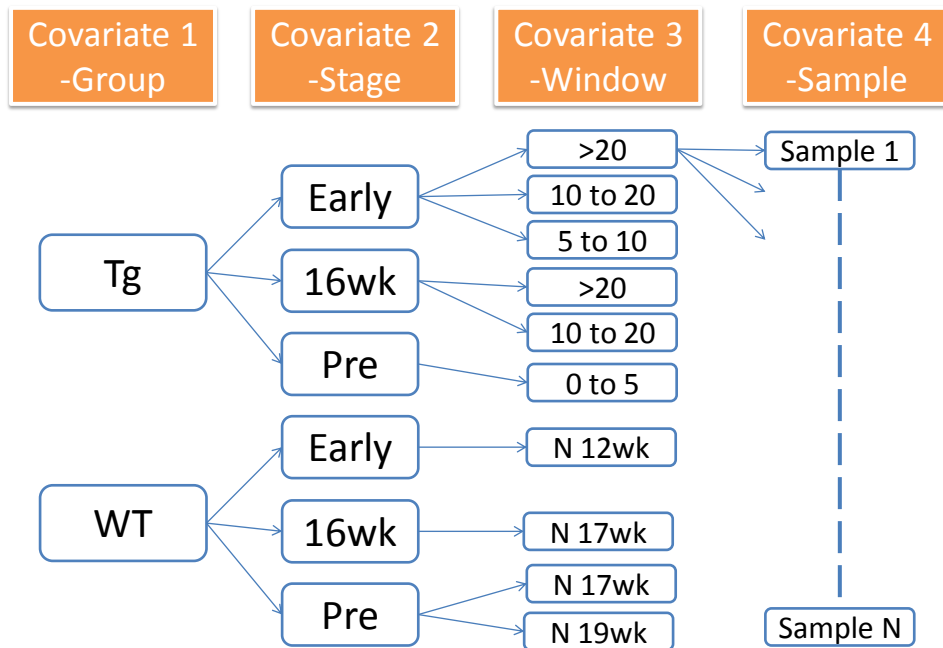 Covariate 1
-Group
Covariate 2
-Stage
Covariate 3
-Window
Covariate 4
-Sample
Tg
Early
>20
Sample 1
10 to 20
5 to 10
16wk
>20
10 to 20
Pre
0 to 5
WT
Early
N 12wk
16wk
N 17wk
Pre
N 17wk
N 19wk
Sample N